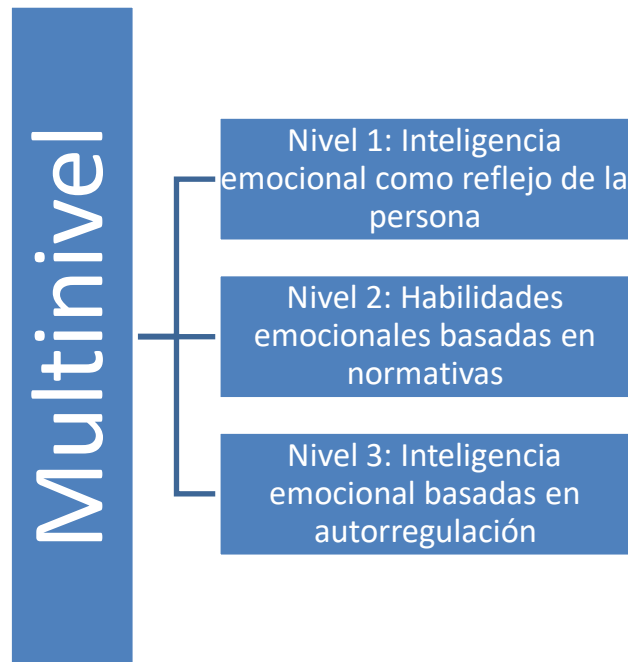 Multinivel
Nivel 1: Inteligencia
emocional como reflejo de la
persona
Nivel 2: Habilidades
emocionales basadas en
normativas
Nivel 3: Inteligencia
emocional basadas en
autorregulación